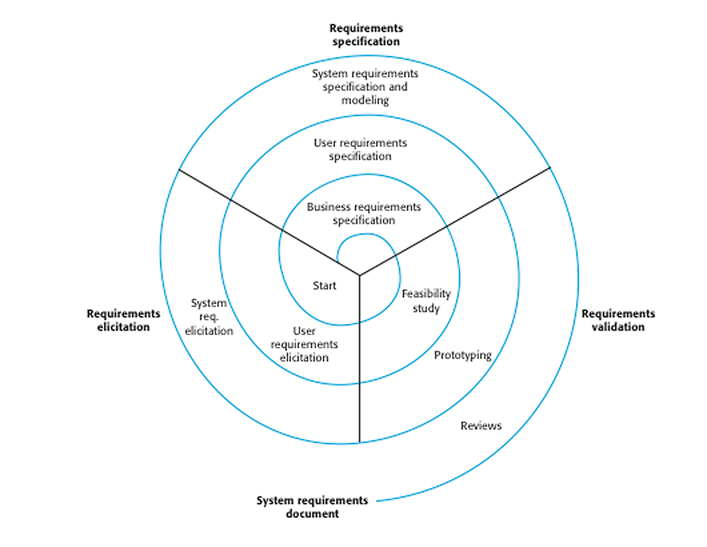 Requirements
specification
System requirements
specification and
modeling
User requirements
specification
Business requirements
specification
Start
Feasibility
study
System
req.
elicitation
Requirements
elicitation
Requirements
validation
User
requirements
elicitation
Prototyping
Reviews
System requirements
document